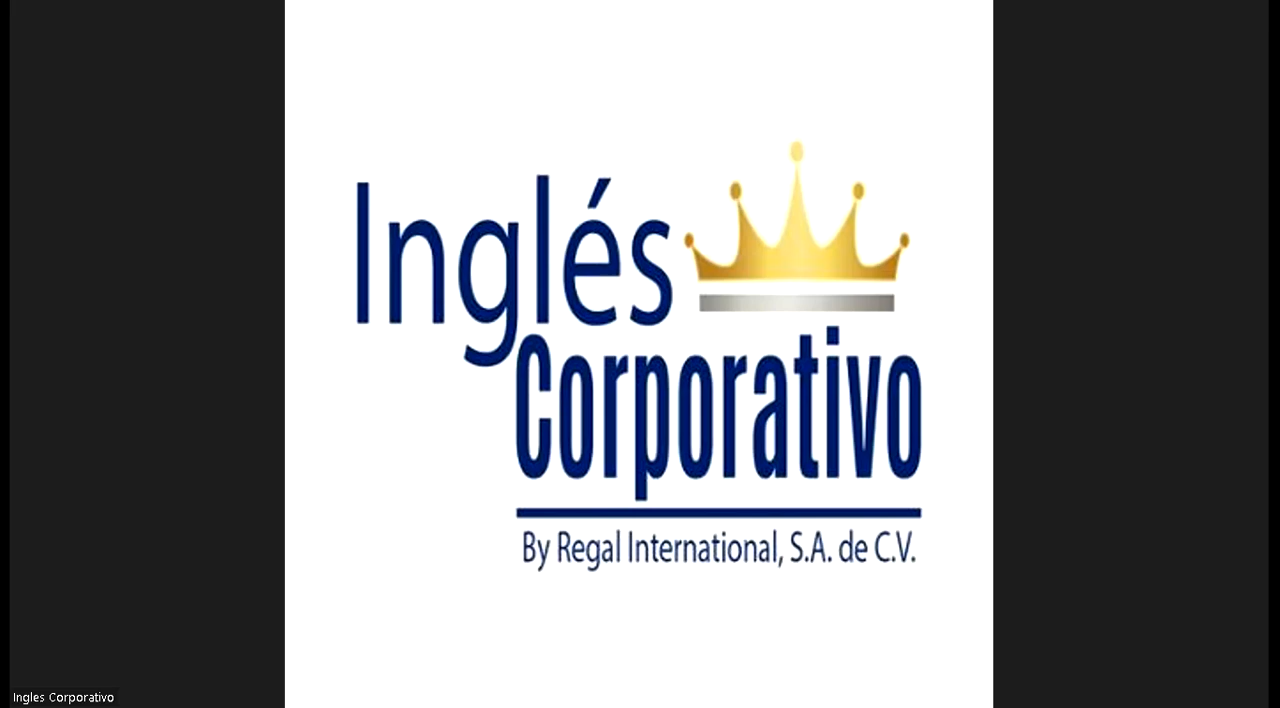 Inglés
Corporativo
By Regal International, S.A. de C.V.
Ingles Corporativo